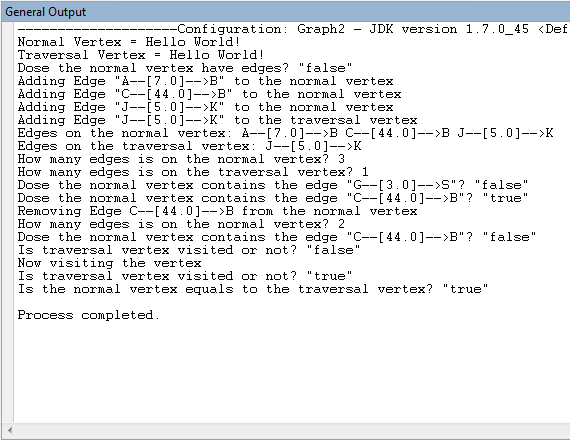 General Output
--------------------Configuration: Graph2 - JDK version 1.7.0_45 <Def
Normal Vertex = Hello World!
Traversal Vertex = Hello World!
Dose the normal vertex have edges? "false"
Adding Edge "A--[7.0]-->B" to the normal vertex
Adding Edge "C--[44.0]-->B" to the normal vertex
Adding Edge "J--[5.0]-->K" to the normal vertex
Adding Edge "J--[5.0]-->K" to the traversal vertex
Edges on the normal vertex: A--[7.0]-->B C--[44.0]-->B J--[5.0]-->K
Edges on the traversal vertex: J--[5.0]-->K
How many edges is on the normal vertex? 3
How many edges is on the traversal vertex? 1
Dose the normal vertex contains the edge "G--[3.0]-->S"? "false"
Dose the normal vertex contains the edge "C--[44.0]-->B"? "true"
Removing Edge C--[44.0]-->B from the normal vertex
How many edges is on the normal vertex? 2
Dose the normal vertex contains the edge "C--[44.0]-->B"? "false"
Is traversal vertex visited or not? "false"
Now visiting the vertex
Is traversal vertex visited or not? "true"
Is the normal vertex equals to the traversal vertex? "true"
Process completed.